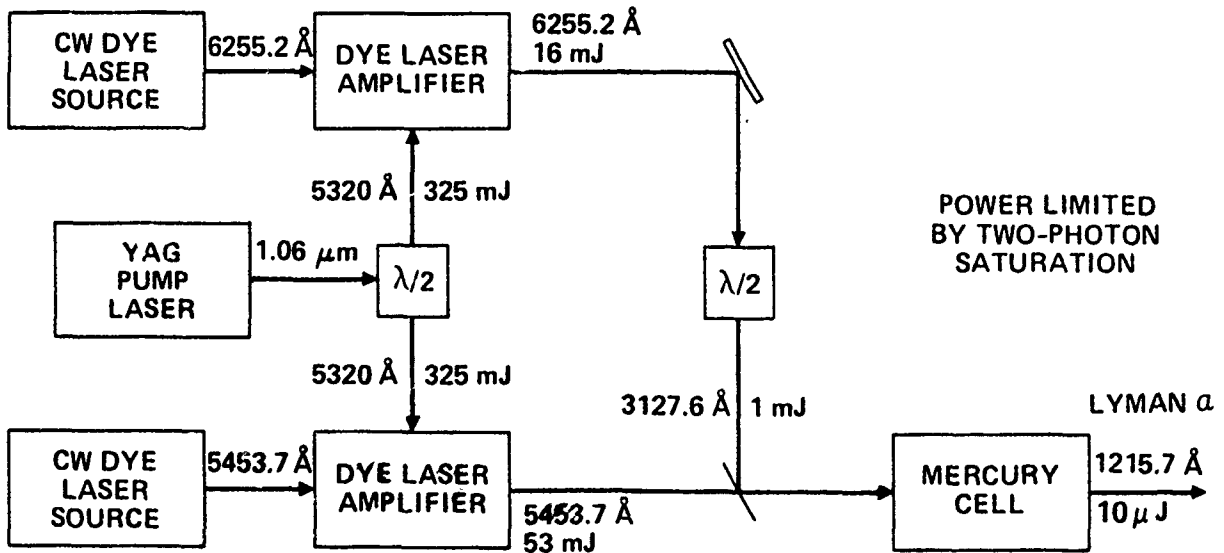 CW DYE
LASER
SOURCE
6255.2 Å
DYE LASER
AMPLIFIER
6255.2 Å
16 mJ
5320 Å 325 mJ
YAG
PUMP
LASER
1.06 μm
λ/2
λ/2
POWER LIMITED
BY TWO-PHOTON
SATURATION
5320 Å 325 mJ
3127.6 Å 1 mJ
CW DYE
LASER
SOURCE
5453.7 Å
DYE LASER
AMPLIFIER
5453.7 Å
53 mJ
MERCURY
CELL
LYMAN α
1215.7 Å
10 μJ